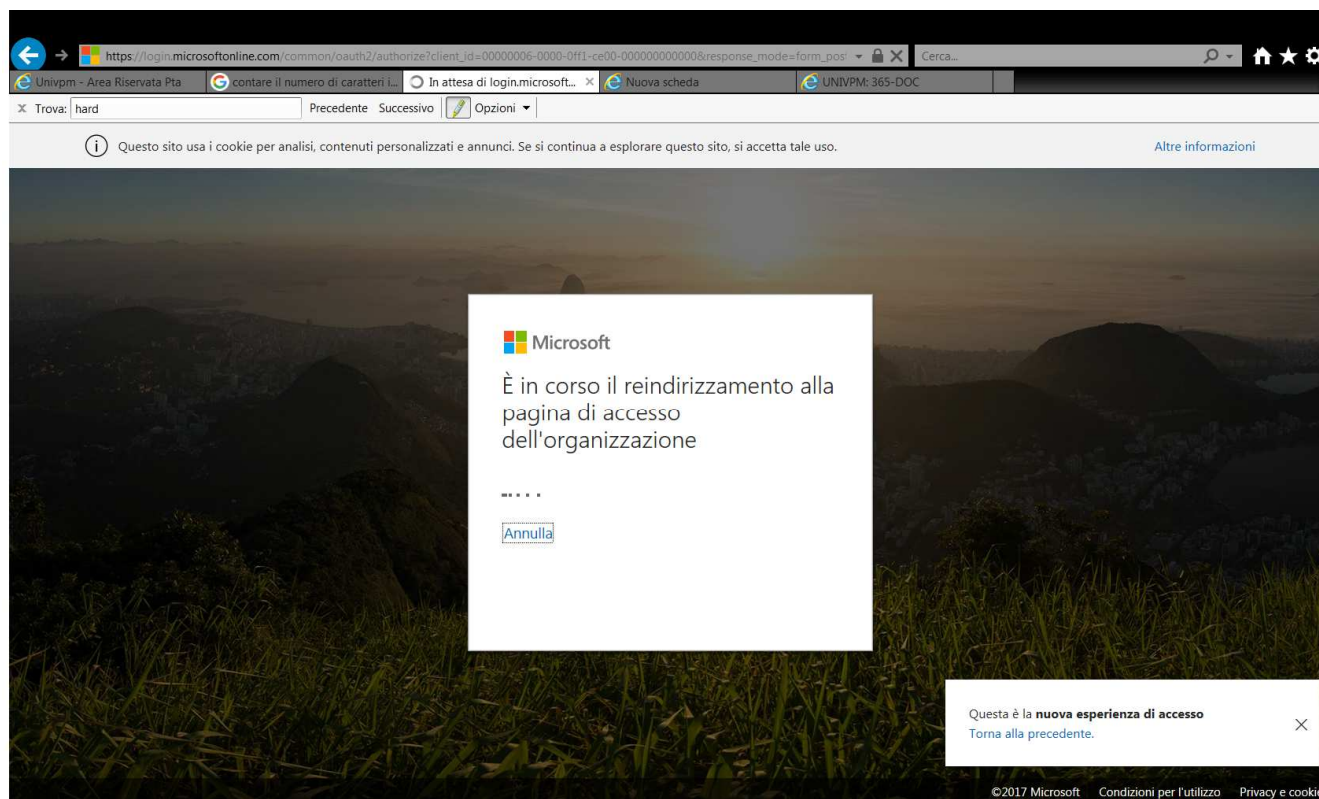 https://login.microsoftonline.com/common/oauth2/authorize?client_id=00000006-0000-0ff1-ce00-000000000000&response_mode=form_pos
Cerca...
Univpm - Area Riservata Pta
contare il numero di caratteri i...
In attesa di login.microsoft...
Nuova scheda
UNIVPM: 365-DOC
x Trova: hard Precedente Successivo Opzioni
Questo sito usa i cookie per analisi, contenuti personalizzati e annunci. Se si continua a esplorare questo sito, si accetta tale uso. Altre informazioni
Microsoft
È in corso il reindirizzamento alla
pagina di accesso
dell'organizzazione
Annulla
Questa è la nuova esperienza di accesso
Torna alla precedente.
©2017 Microsoft Condizioni per l'utilizzo Privacy e cookie